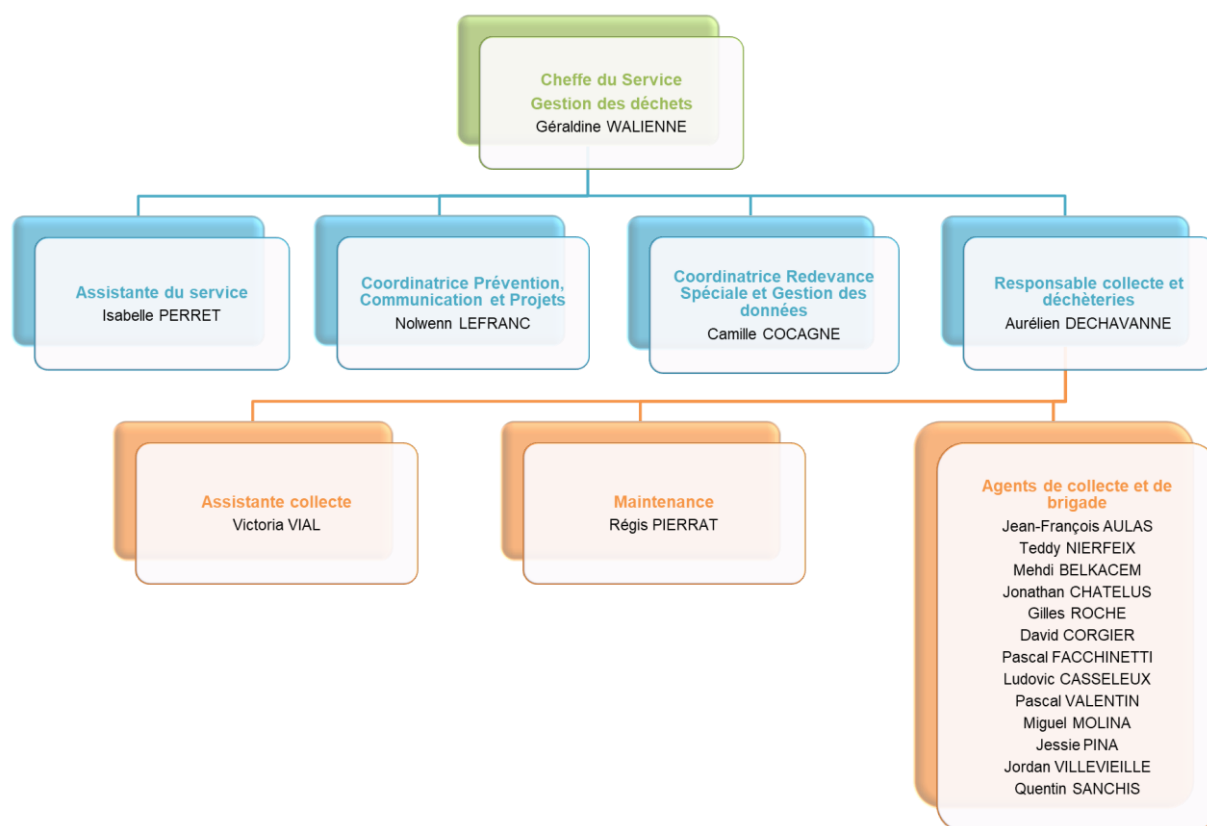 Cheffe du Service
Gestion des déchets
Géraldine WALIENNE
Assistante du service
Isabelle PERRET
Coordinatrice Prévention,
Communication et Projets
Nolwenn LEFRANC
Coordinatrice Redevance
Spéciale et Gestion des
données
Camille COCAGNE
Responsable collecte et
déchèteries
Aurélien DECHAVANNE
Assistante collecte
Victoria VIAL
Maintenance
Régis PIERRAT
Agents de collecte et de
brigade
Jean-François AULAS
Teddy NIERFEIX
Mehdi BELKACEM
Jonathan CHATELUS
Gilles ROCHE
David CORGIER
Pascal FACCHINETTI
Ludovic CASSELEUX
Pascal VALENTIN
Miguel MOLINA
Jessie PINA
Jordan VILLEVIEILLE
Quentin SANCHIS